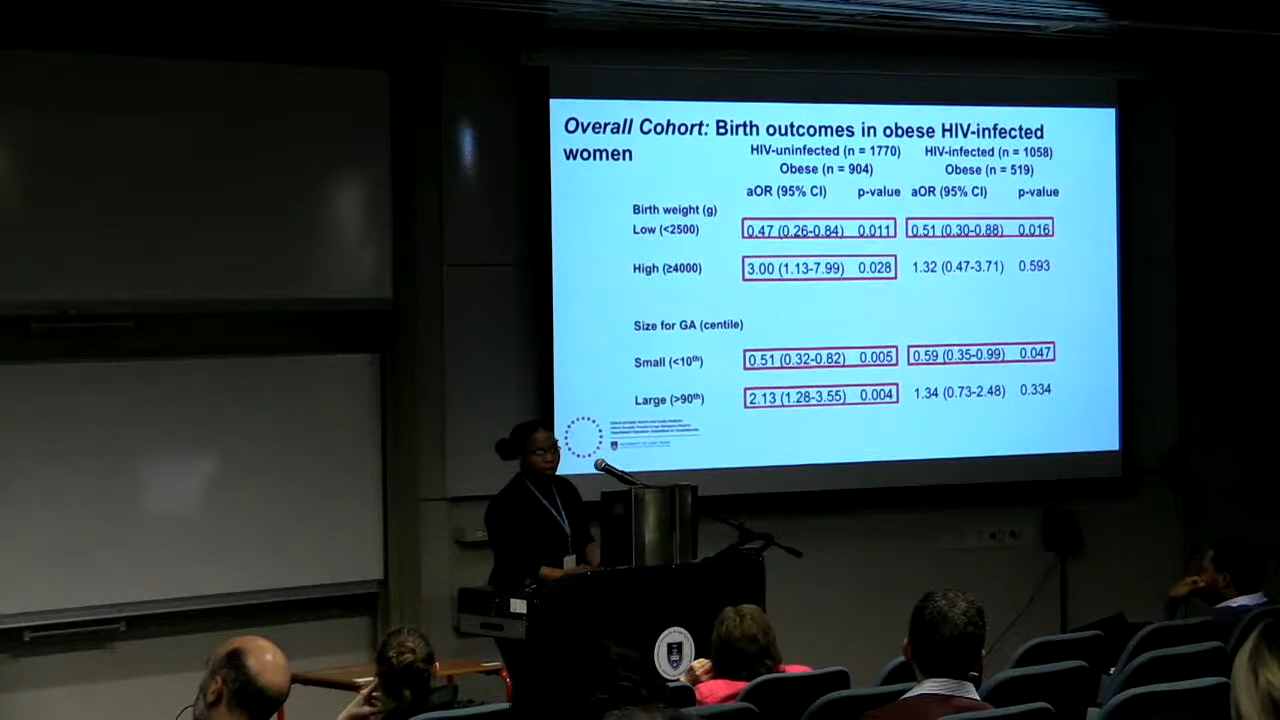 Overall Cohort: Birth outcomes in obese HIV-infected
women
HIV-uninfected (n = 1770) HIV-infected (n = 1058)
Obese (n = 904) Obese (n = 519)
aOR (95% CI) p-value aOR (95% CI) p-value
Birth weight (g)
Low (<2500) 0.47 (0.26-0.84) 0.011 0.51 (0.30-0.88) 0.016
High (≥4000) 3.00 (1.13-7.99) 0.028 1.32 (0.47-3.71) 0.593
Size for GA (centile)
Small (<10th) 0.51 (0.32-0.82) 0.005 0.59 (0.35-0.99) 0.047
Large (>90th) 2.13 (1.28-3.55) 0.004 1.34 (0.73-2.48) 0.334